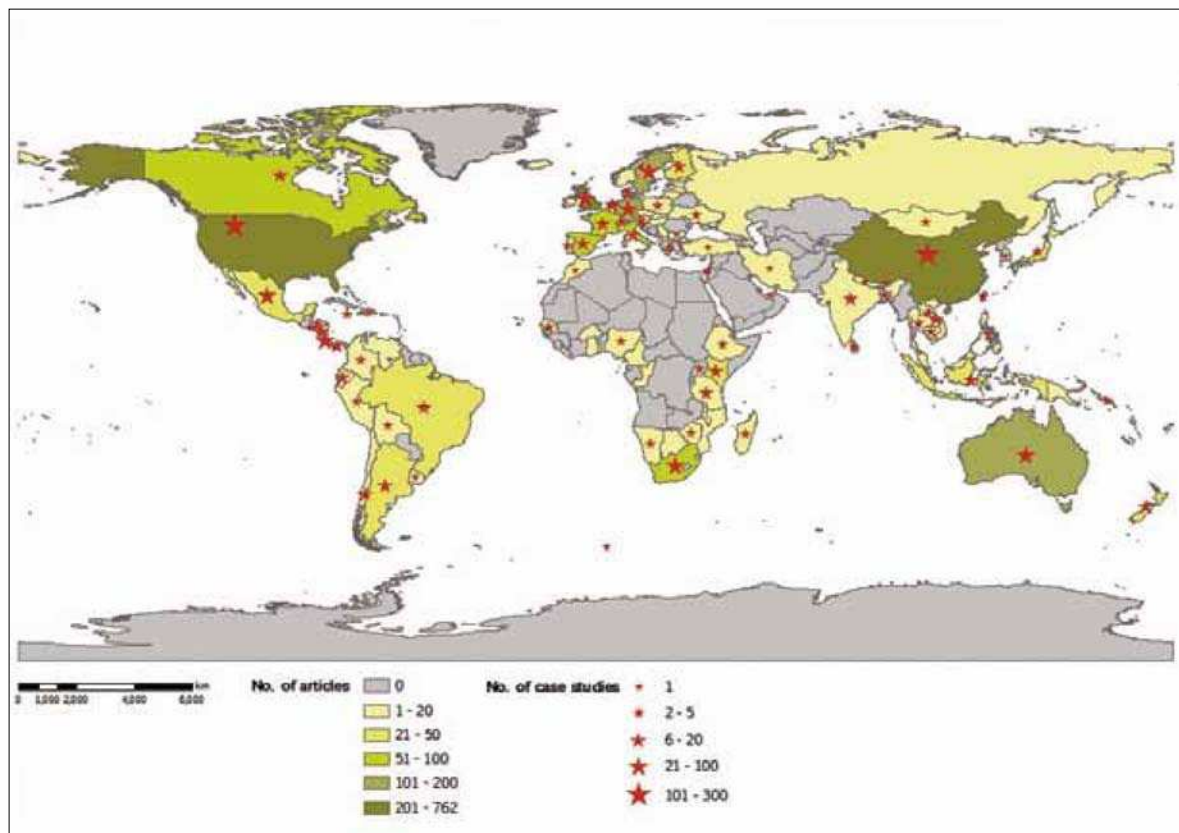 km
0 1,000 2,000 4,000 6,000
No. of articles
0
1 - 20
21 - 50
51 - 100
101 - 200
201 - 762
No. of case studies
1
2 - 5
6 - 20
21 - 100
101 - 300